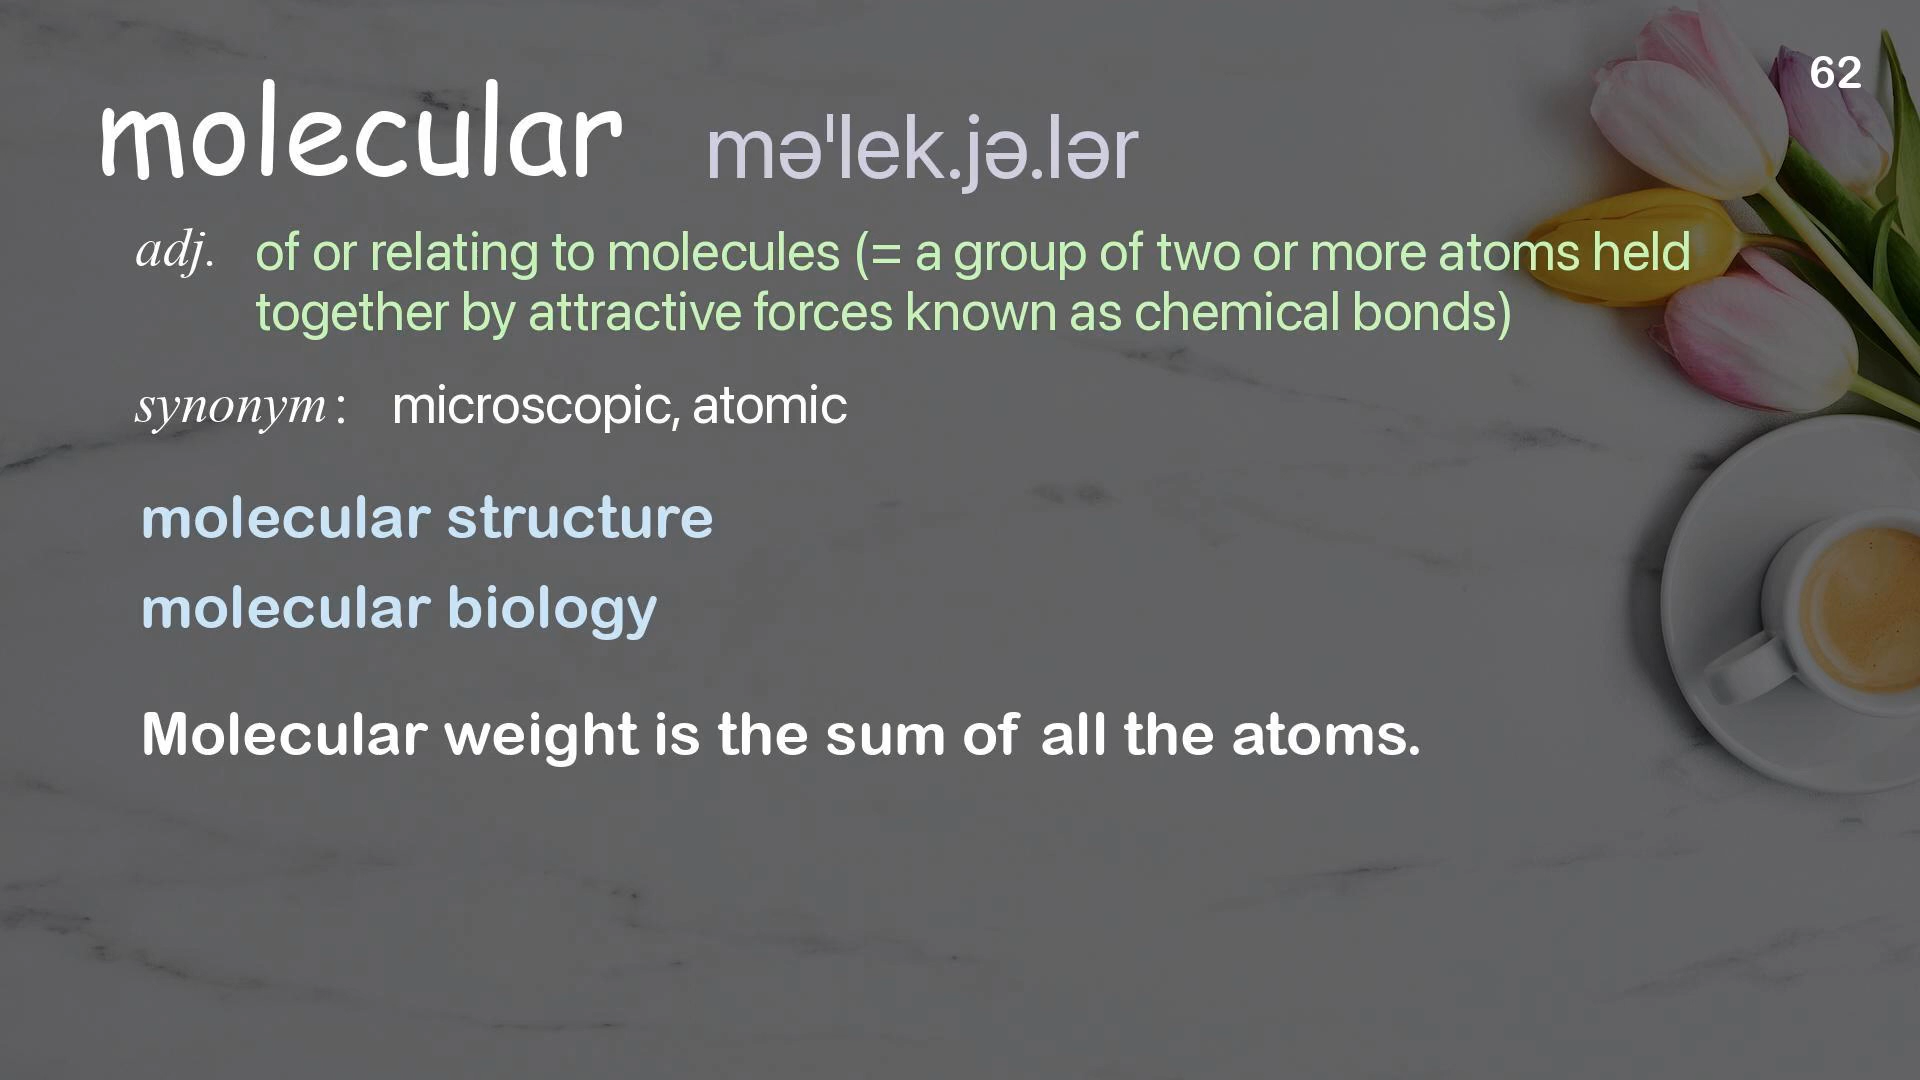 62
molecular məˈlek.jə.lər
adj. of or relating to molecules (= a group of two or more atoms held
together by attractive forces known as chemical bonds)
synonym: microscopic, atomic
molecular structure
molecular biology
Molecular weight is the sum of all the atoms.